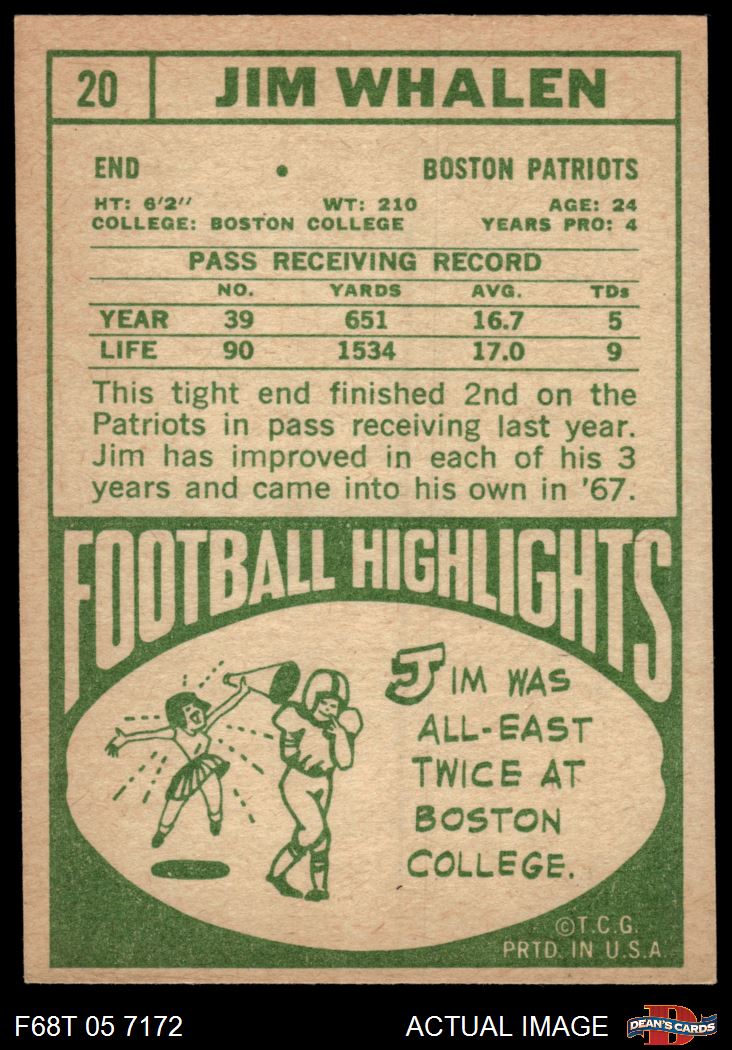 20 JIM WHALEN
END • BOSTON PATRIOTS
HT: 6'2" WT: 210 AGE: 24
COLLEGE: BOSTON COLLEGE YEARS PRO: 4
PASS RECEIVING RECORD
NO. YARDS AVG. TDs
YEAR 39 651 16.7 5
LIFE 90 1534 17.0 9
This tight end finished 2nd on the
Patriots in pass receiving last year.
Jim has improved in each of his 3
years and came into his own in '67.
FOOTBALL HIGHLIGHTS
JIM WAS
ALL-EAST
TWICE AT
BOSTON
COLLEGE.
©T.C.G.
PRTD. IN U.S.A
F68T 05 7172 ACTUAL IMAGE D DEAN'S CARDS